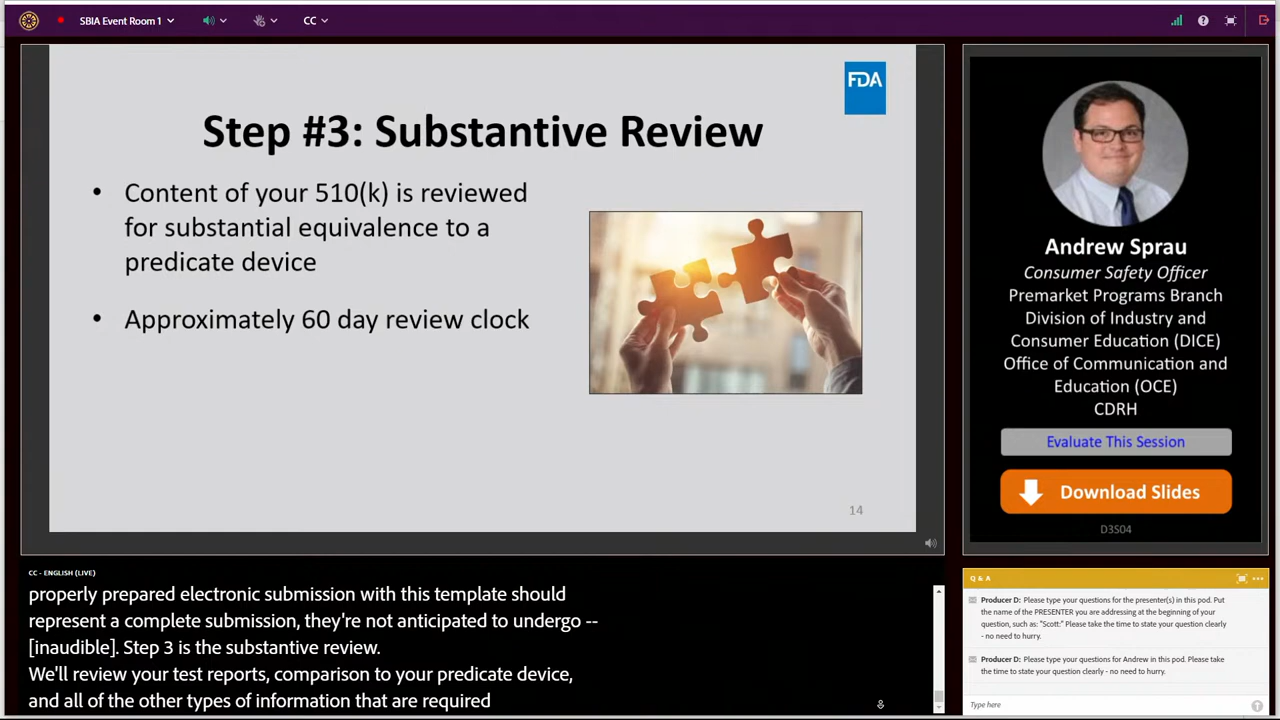 SBIA Event Room 1
CC
FDA
Step #3: Substantive Review
• Content of your 510(k) is reviewed
for substantial equivalence to a
predicate device
• Approximately 60 day review clock
14
Andrew Sprau
Consumer Safety Officer
Premarket Programs Branch
Division of Industry and
Consumer Education (DICE)
Office of Communication and
Education (OCE)
CDRH
Evaluate This Session
Download Slides
D3S04
CC - ENGLISH (LIVE)
properly prepared electronic submission with this template should
represent a complete submission, they're not anticipated to undergo --
[inaudible]. Step 3 is the substantive review.
We'll review your test reports, comparison to your predicate device,
and all of the other types of information that are required
Q & A
Producer D: Please type your questions for the presenter(s) in this pod. Put
the name of the PRESENTER you are addressing at the beginning of your
question, such as: "Scott:" Please take the time to state your question clearly
- no need to hurry.
Producer D: Please type your questions for Andrew in this pod. Please take
the time to state your question clearly - no need to hurry.
Type here